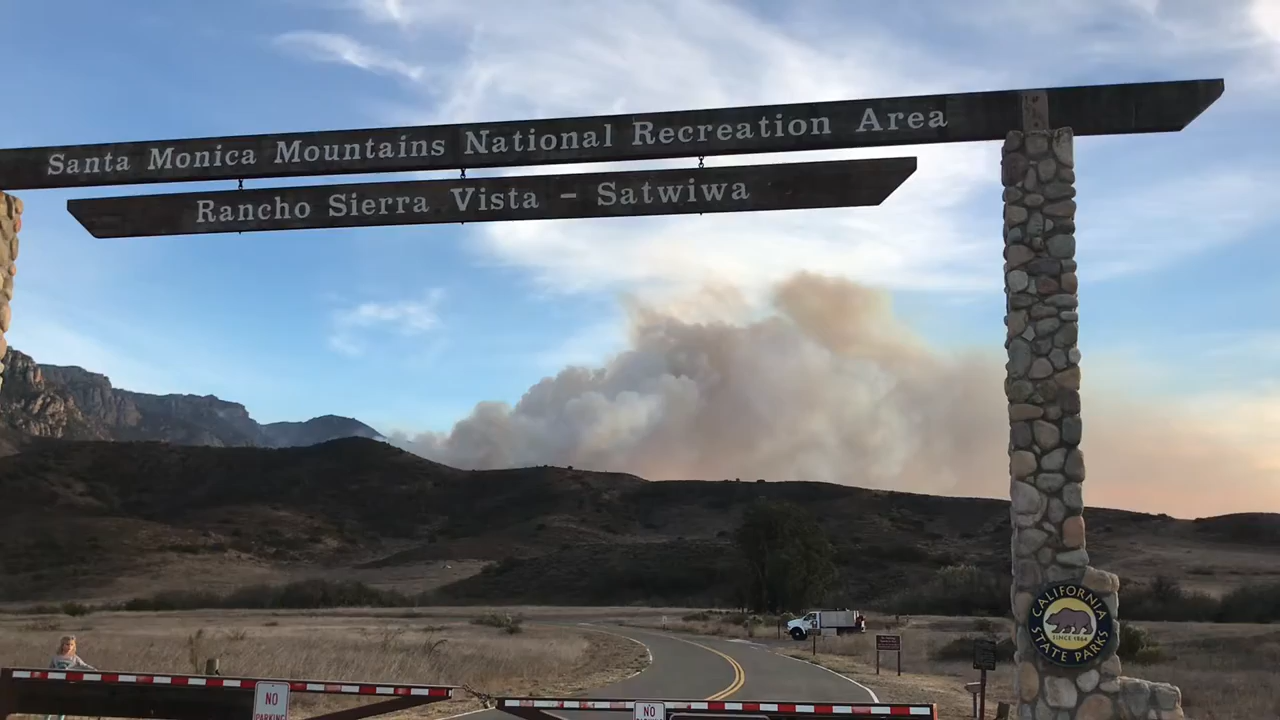 Santa Monica Mountains National Recreation Area
Rancho Sierra Vista – Satwiwa
CALIFORNIA
SINCE 1864
STATE PARKS
NO
PARKING
NO